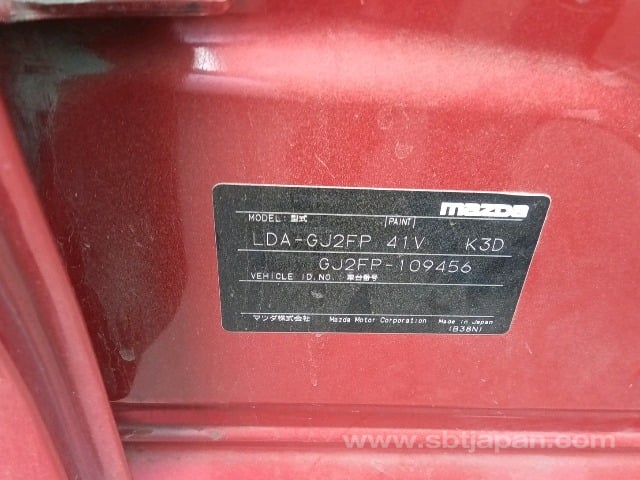 mazda
MODEL: 型式 PAINT
LDA-GJ2FP 41V K3D
GJ2FP-109456
VEHICLE I.D.NO. 車台番号
マツダ株式会社 Mazda Motor Corporation Made in Japan
(B38N)
www.sbtjapan.com